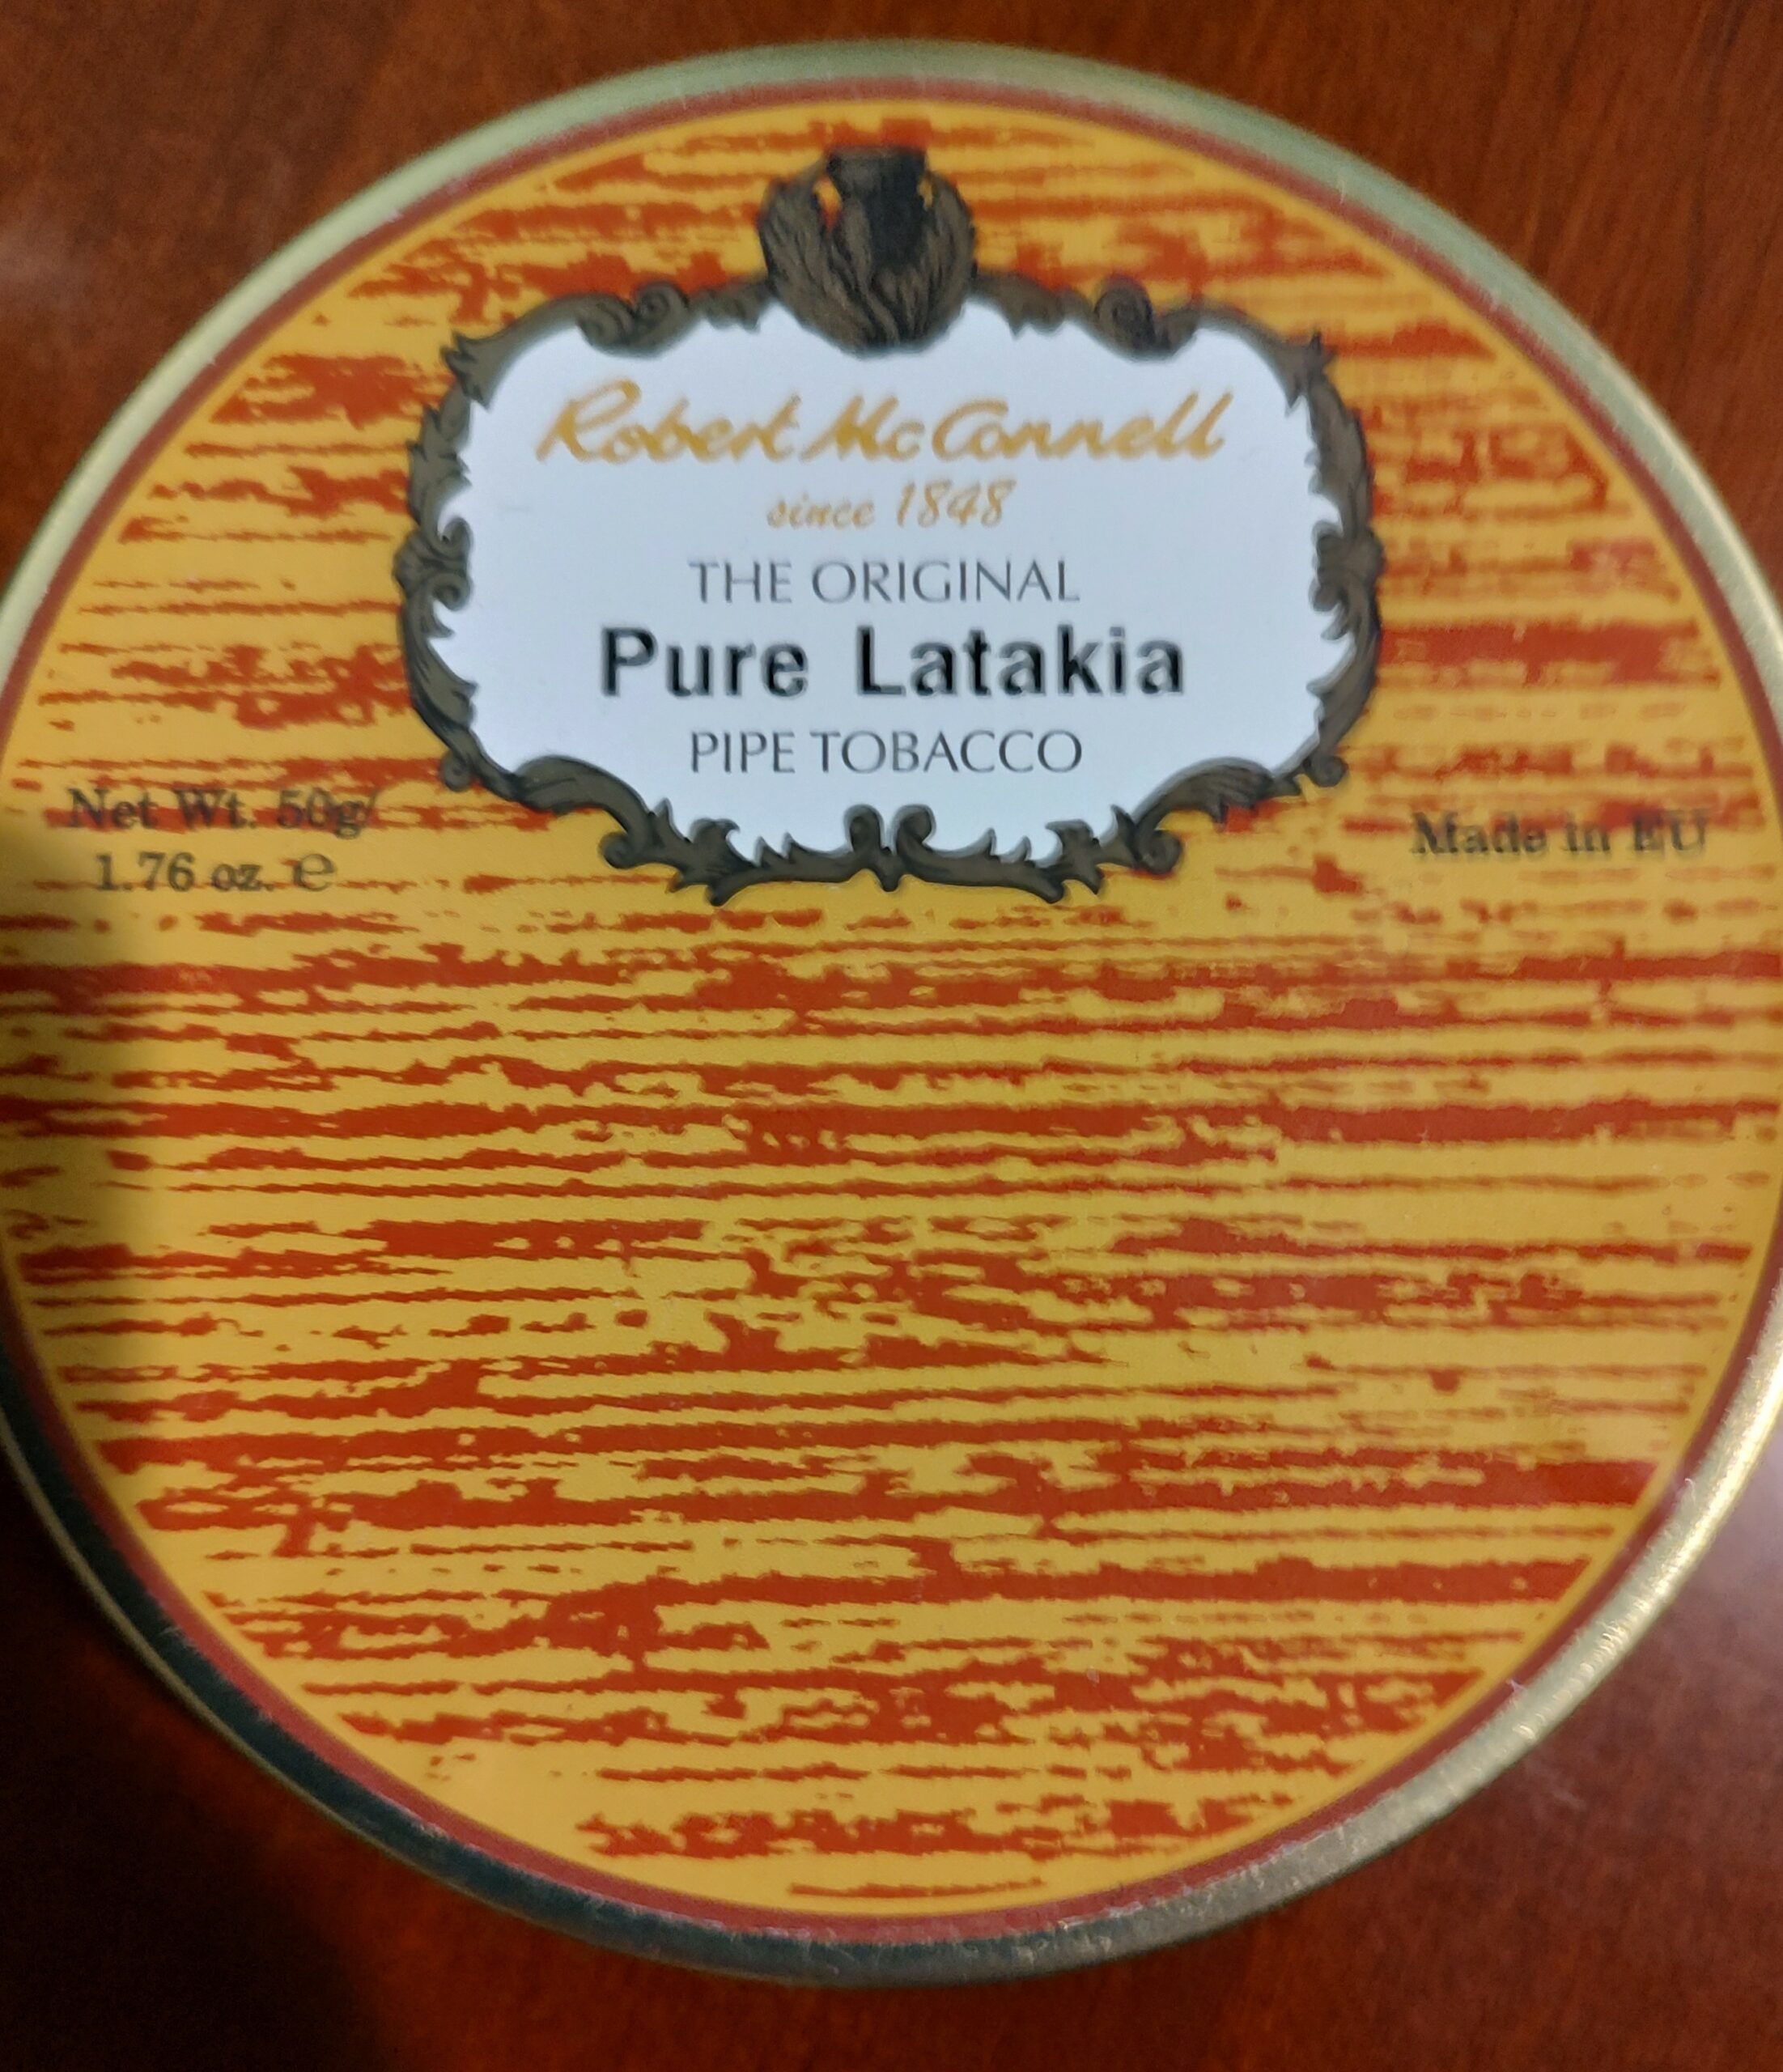 Robert McConnell
since 1848
THE ORIGINAL
Pure Latakia
PIPE TOBACCO
Net Wt. 50g/
1.76 oz. ℮
Made in EU